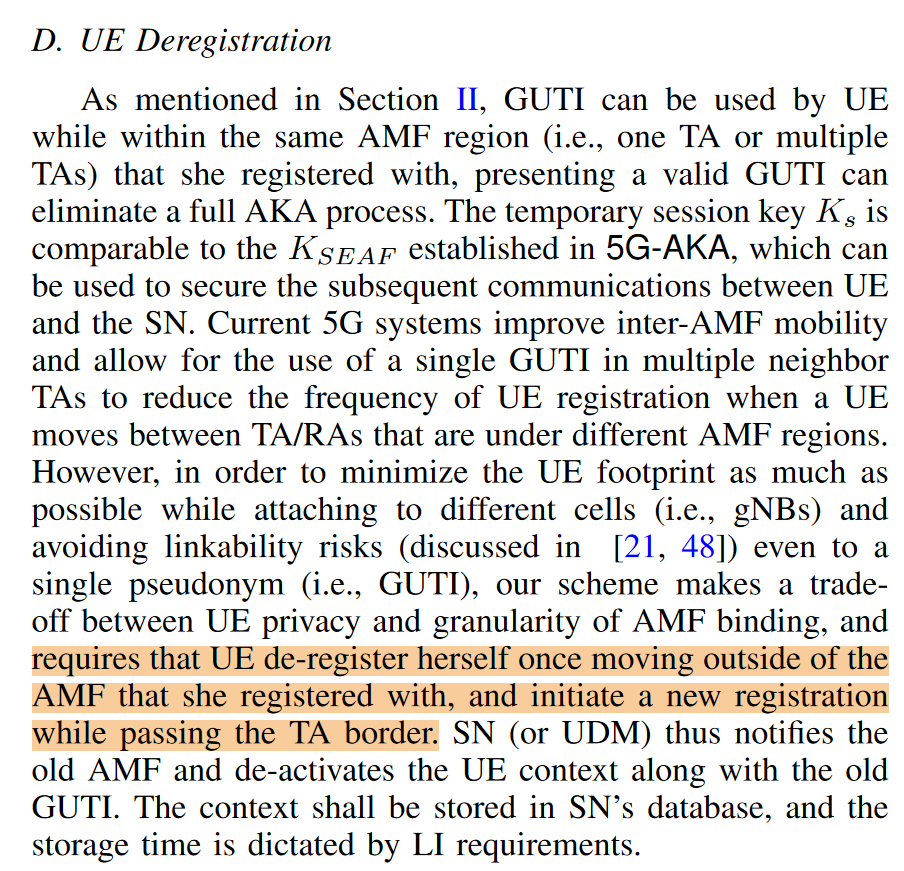 D. UE Deregistration
As mentioned in Section II, GUTI can be used by UE
while within the same AMF region (i.e., one TA or multiple
TAs) that she registered with, presenting a valid GUTI can
eliminate a full AKA process. The temporary session key Ks is
comparable to the KSEAF established in 5G-AKA, which can
be used to secure the subsequent communications between UE
and the SN. Current 5G systems improve inter-AMF mobility
and allow for the use of a single GUTI in multiple neighbor
TAs to reduce the frequency of UE registration when a UE
moves between TA/RAs that are under different AMF regions.
However, in order to minimize the UE footprint as much as
possible while attaching to different cells (i.e., gNBs) and
avoiding linkability risks (discussed in [21, 48]) even to a
single pseudonym (i.e., GUTI), our scheme makes a trade-
off between UE privacy and granularity of AMF binding, and
requires that UE de-register herself once moving outside of the
AMF that she registered with, and initiate a new registration
while passing the TA border. SN (or UDM) thus notifies the
old AMF and de-activates the UE context along with the old
GUTI. The context shall be stored in SN's database, and the
storage time is dictated by LI requirements.